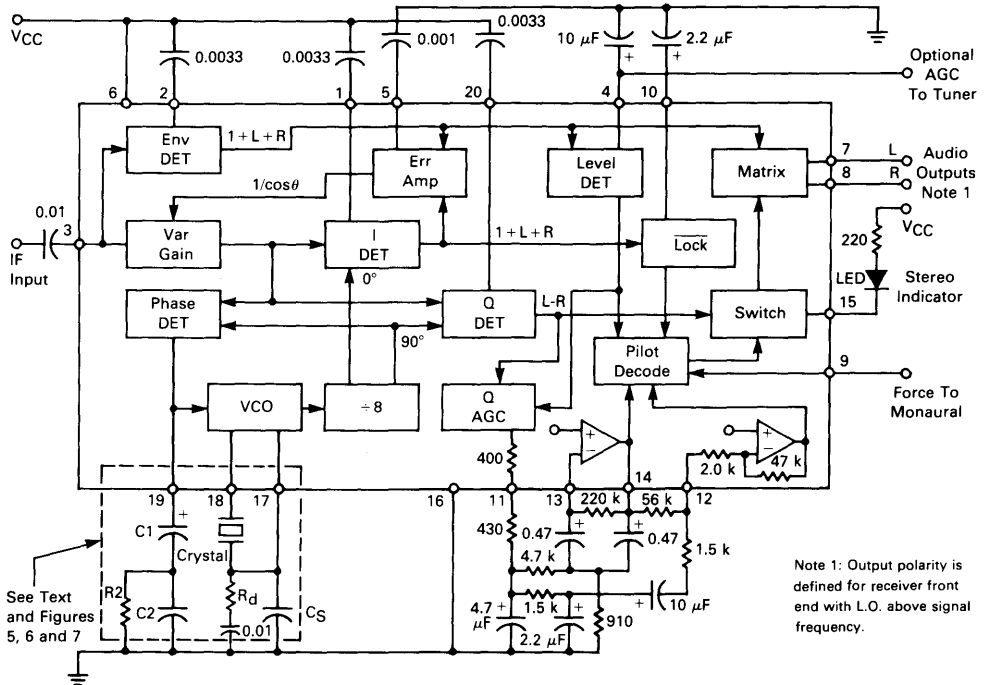 VCC
0.0033
0.0033
0.001
0.0033
10 μF
+
2.2 μF
+
Optional
AGC
To Tuner
6
2
1
5
20
4
10
Env
DET
1+L+R
Err
Amp
Level
DET
Matrix
7
L
8
R
Audio
Outputs
Note 1
1/cosθ
0.01
3
IF
Input
Var
Gain
I
DET
1+L+R
Lock
VCC
220
LED
Stereo
Indicator
0°
Phase
DET
90°
Q
DET
L-R
Switch
15
Pilot
Decode
9
Force To
Monaural
VCO
÷8
Q
AGC
400
+
−
+
−
2.0 k
47 k
19
18
17
16
11
13
14
12
220 k
56 k
C1
+
Crystal
430
0.47
+
+
0.47
4.7 k
1.5 k
See Text
and Figures
5, 6 and 7
R2
C2
Rd
0.01
CS
4.7
μF
+
1.5 k
2.2 μF
+
+
10 μF
910
Note 1: Output polarity is
defined for receiver front
end with L.O. above signal
frequency.